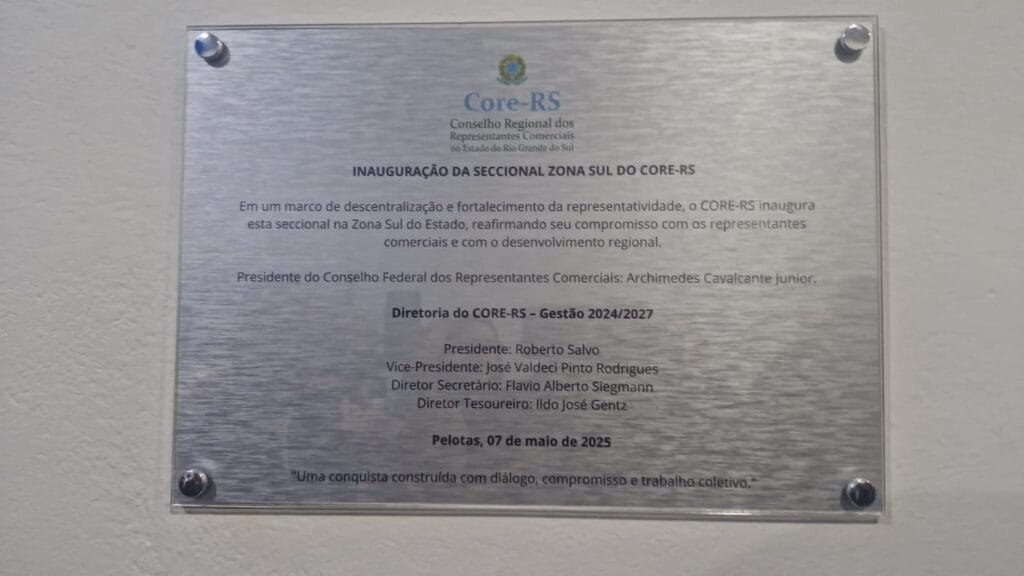 Core-RS
Conselho Regional dos
Representantes Comerciais
no Estado do Rio Grande do Sul
INAUGURAÇÃO DA SECCIONAL ZONA SUL DO CORE-RS
Em um marco de descentralização e fortalecimento da representatividade, o CORE-RS inaugura
esta seccional na Zona Sul do Estado, reafirmando seu compromisso com os representantes
comerciais e com o desenvolvimento regional.
Presidente do Conselho Federal dos Representantes Comerciais: Archimedes Cavalcante Junior.
Diretoria do CORE-RS – Gestão 2024/2027
Presidente: Roberto Salvo
Vice-Presidente: José Valdeci Pinto Rodrigues
Diretor Secretário: Flavio Alberto Siegmann
Diretor Tesoureiro: Ildo José Gentz
Pelotas, 07 de maio de 2025
"Uma conquista construída com diálogo, compromisso e trabalho coletivo."